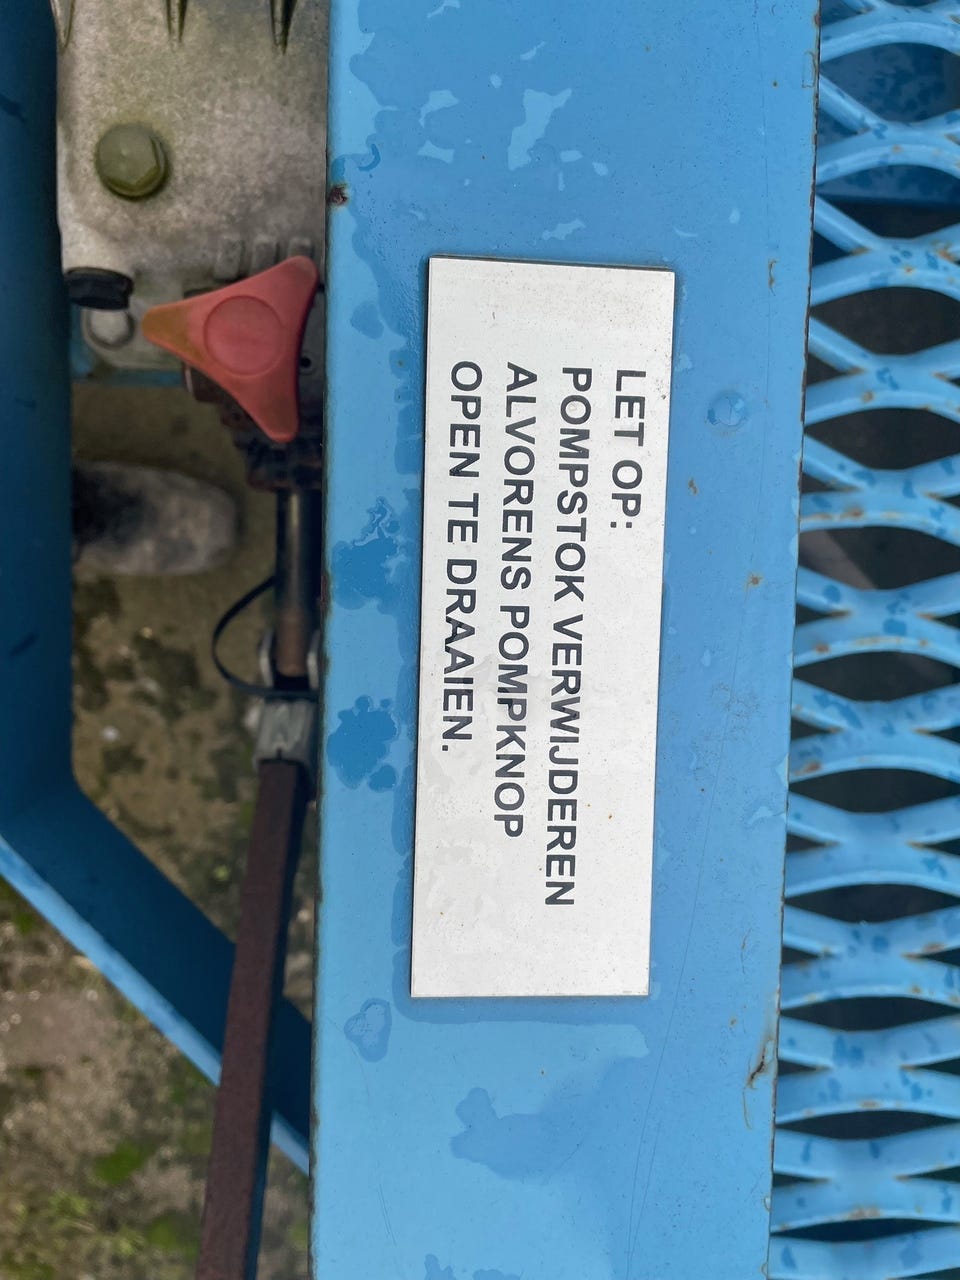 LET OP:
POMPSTOK VERWIJDEREN
ALVORENS POMPKNOP
OPEN TE DRAAIEN.